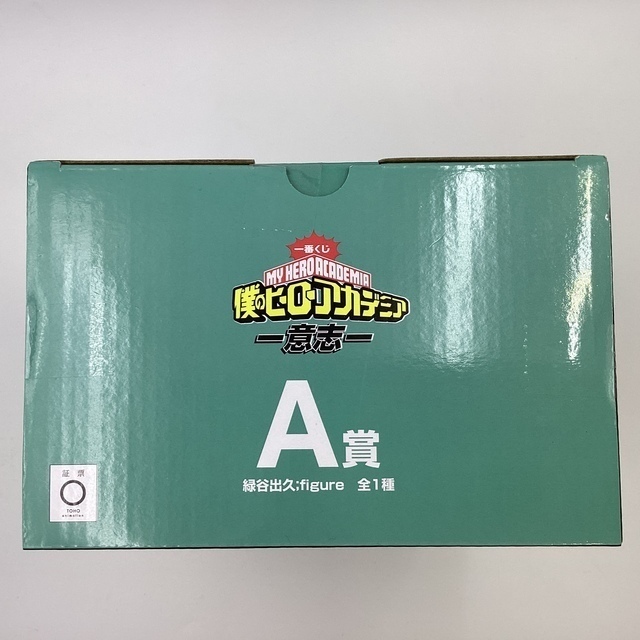 一番くじ
MY HERO ACADEMIA
僕のヒーローアカデミア
ー意志ー
A賞
緑谷出久;figure 全1種
証票
TOHO
animation